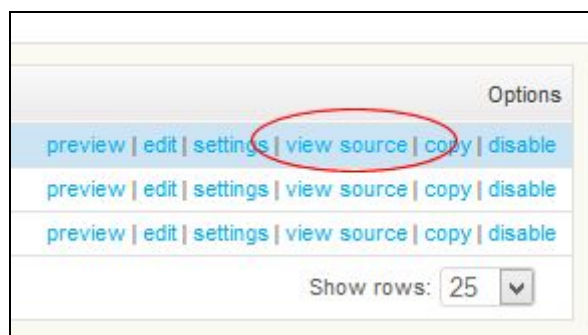 Options
preview | edit | settings | view source | copy | disable
preview | edit | settings | view source | copy | disable
preview | edit | settings | view source | copy | disable
Show rows: 25